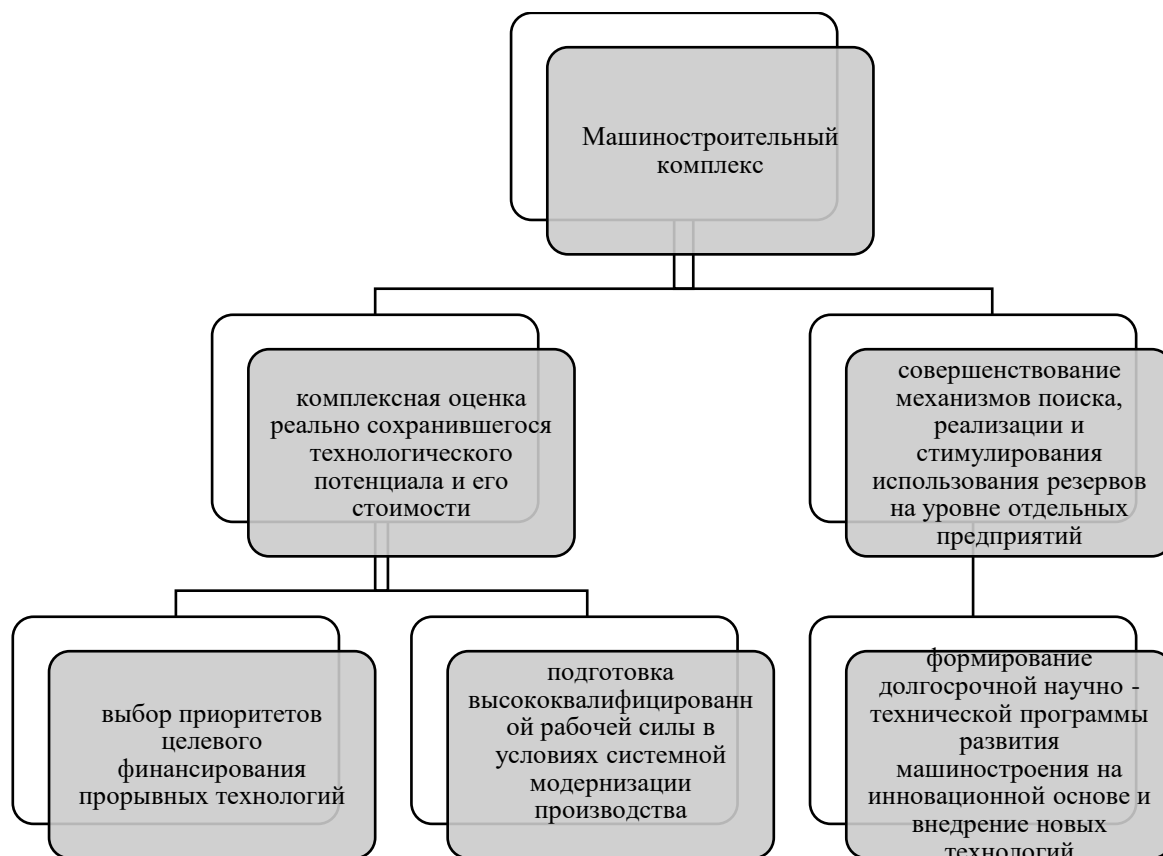 Машиностроительный
комплекс
комплексная оценка
реально сохранившегося
технологического
потенциала и его
стоимости
совершенствование
механизмов поиска,
реализации и
стимулирования
использования резервов
на уровне отдельных
предприятий
выбор приоритетов
целевого
финансирования
прорывных технологий
подготовка
высококвалифицированн
ой рабочей силы в
условиях системной
модернизации
производства
формирование
долгосрочной научно -
технической программы
развития
машиностроения на
инновационной основе и
внедрение новых
технологий